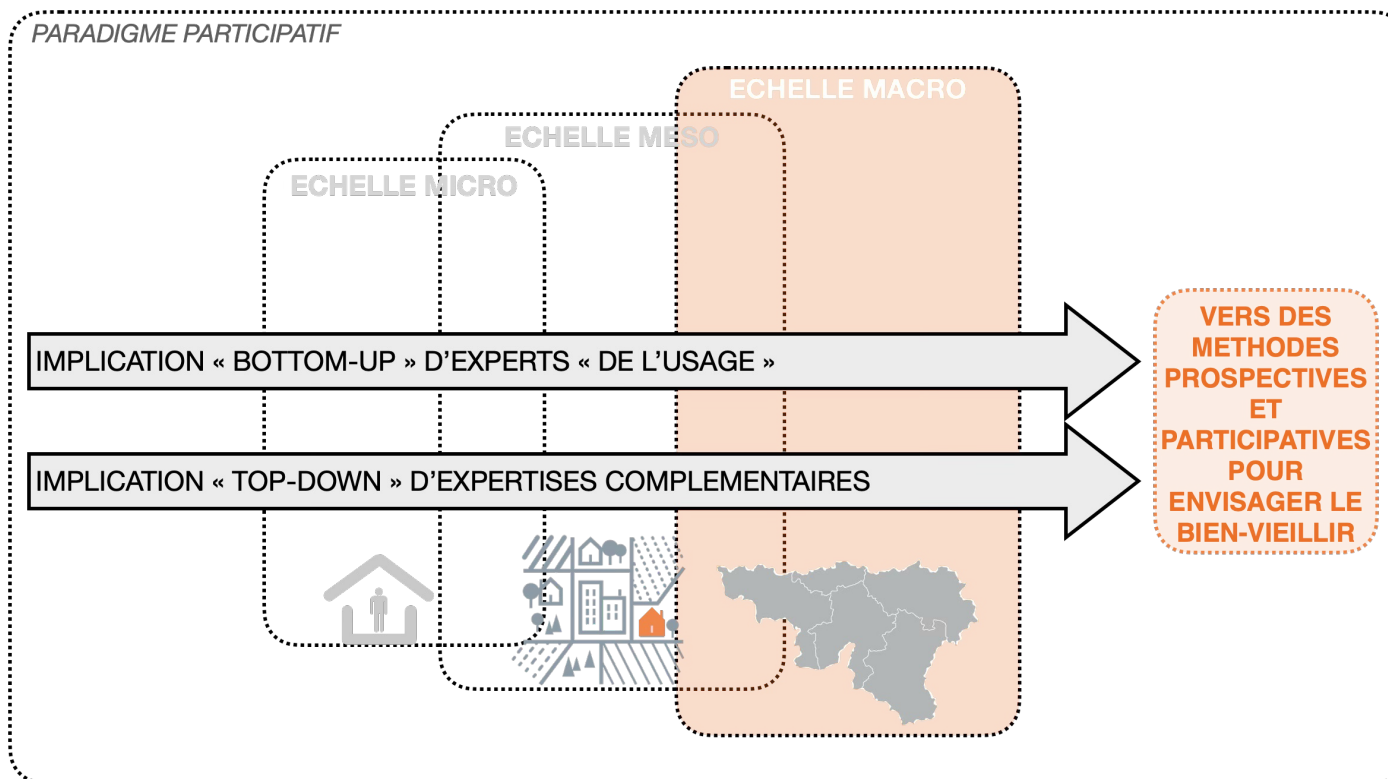 PARADIGME PARTICIPATIF
ECHELLE MACRO
ECHELLE MESO
ECHELLE MICRO
IMPLICATION « BOTTOM-UP » D’EXPERTS « DE L’USAGE »
IMPLICATION « TOP-DOWN » D’EXPERTISES COMPLEMENTAIRES
VERS DES
METHODES
PROSPECTIVES
ET
PARTICIPATIVES
POUR
ENVISAGER LE
BIEN-VIEILLIR